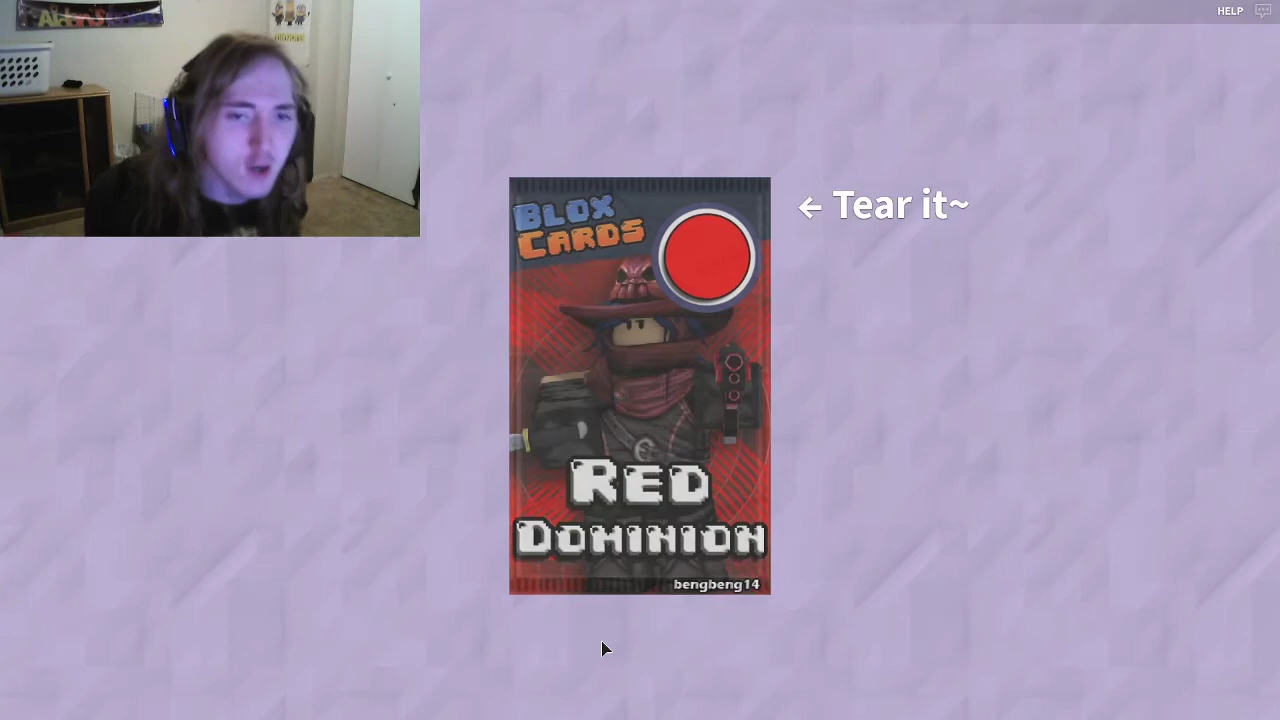 HELP
← Tear it~
BLOX
CARDS
RED
DOMINION
bengbeng14